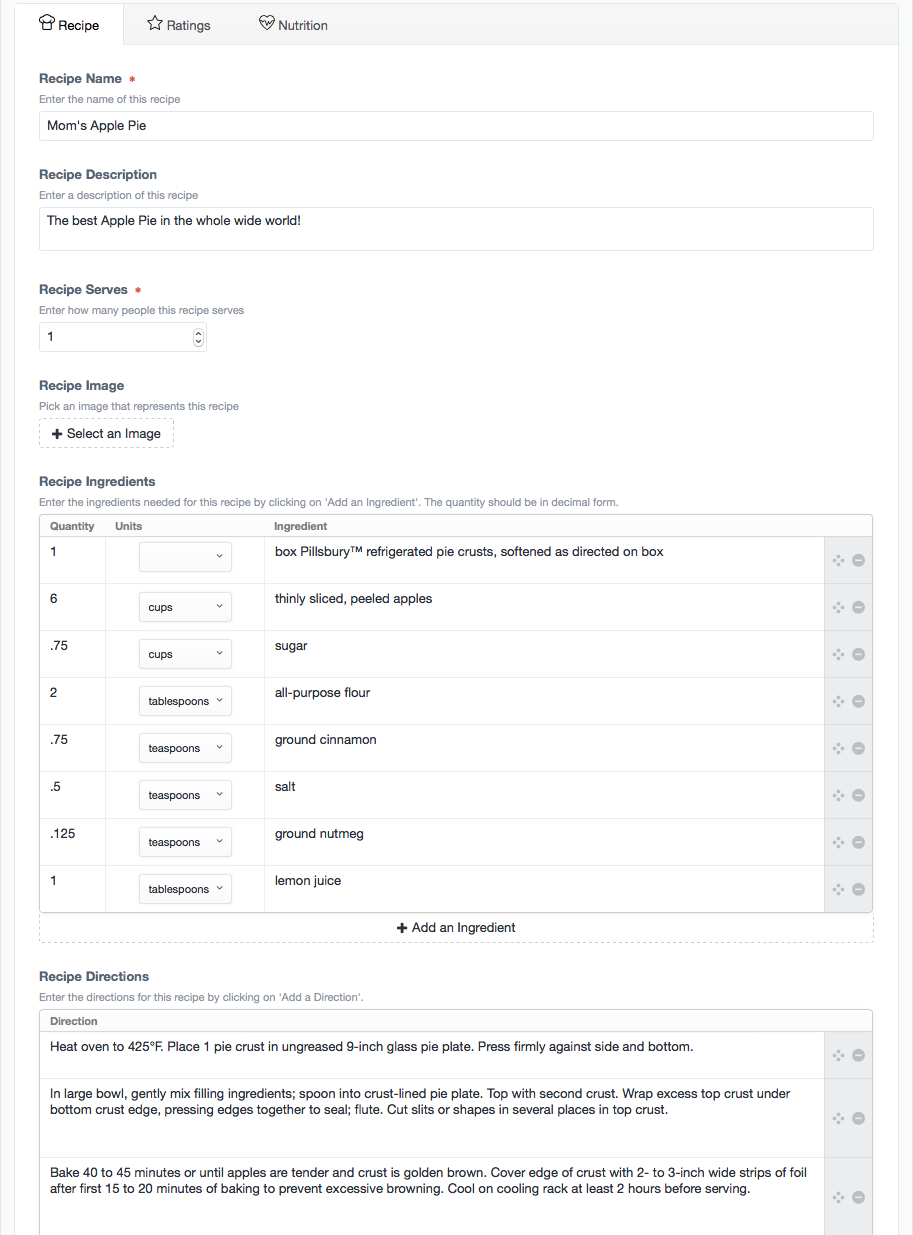 Recipe
Ratings
Nutrition
Recipe Name *
Enter the name of this recipe
Mom's Apple Pie
Recipe Description
Enter a description of this recipe
The best Apple Pie in the whole wide world!
Recipe Serves *
Enter how many people this recipe serves
1
Recipe Image
Pick an image that represents this recipe
+ Select an Image
Recipe Ingredients
Enter the ingredients needed for this recipe by clicking on 'Add an Ingredient'. The quantity should be in decimal form.
Quantity Units Ingredient
1 box Pillsbury™ refrigerated pie crusts, softened as directed on box
6 cups thinly sliced, peeled apples
.75 cups sugar
2 tablespoons all-purpose flour
.75 teaspoons ground cinnamon
.5 teaspoons salt
.125 teaspoons ground nutmeg
1 tablespoons lemon juice
+ Add an Ingredient
Recipe Directions
Enter the directions for this recipe by clicking on 'Add a Direction'.
Direction
Heat oven to 425°F. Place 1 pie crust in ungreased 9-inch glass pie plate. Press firmly against side and bottom.
In large bowl, gently mix filling ingredients; spoon into crust-lined pie plate. Top with second crust. Wrap excess top crust under
bottom crust edge, pressing edges together to seal; flute. Cut slits or shapes in several places in top crust.
Bake 40 to 45 minutes or until apples are tender and crust is golden brown. Cover edge of crust with 2- to 3-inch wide strips of foil
after first 15 to 20 minutes of baking to prevent excessive browning. Cool on cooling rack at least 2 hours before serving.